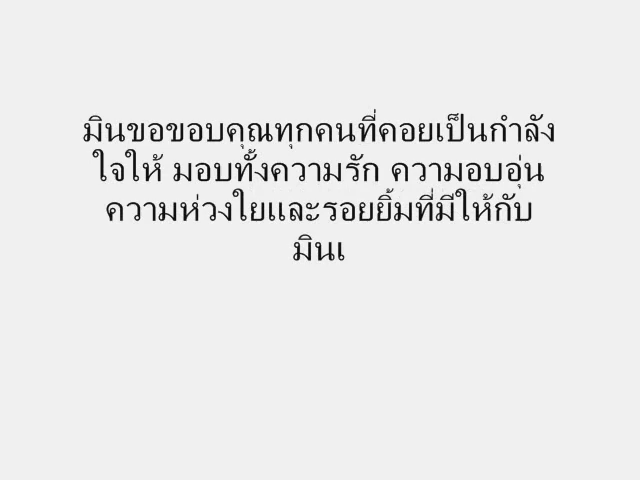 มินขอขอบคุณทุกคนที่คอยเป็นกำลัง
ใจให้ มอบทั้งความรัก ความอบอุ่น
ความห่วงใยและรอยยิ้มที่มีให้กับ
มินเ